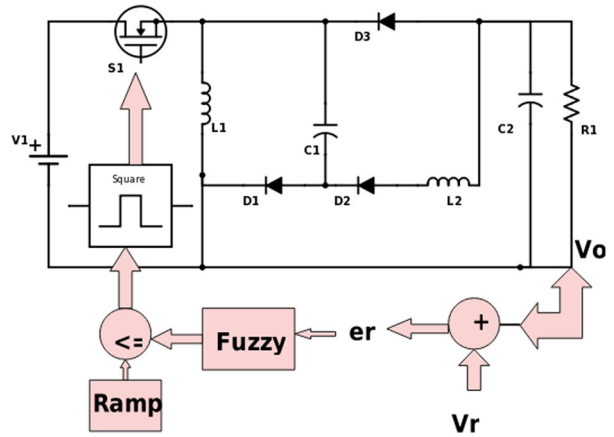 D3
S1
V1
+
L1
C1
C2
R1
Square
D1
D2
L2
Vo
<=
Fuzzy
er
+
Ramp
Vr